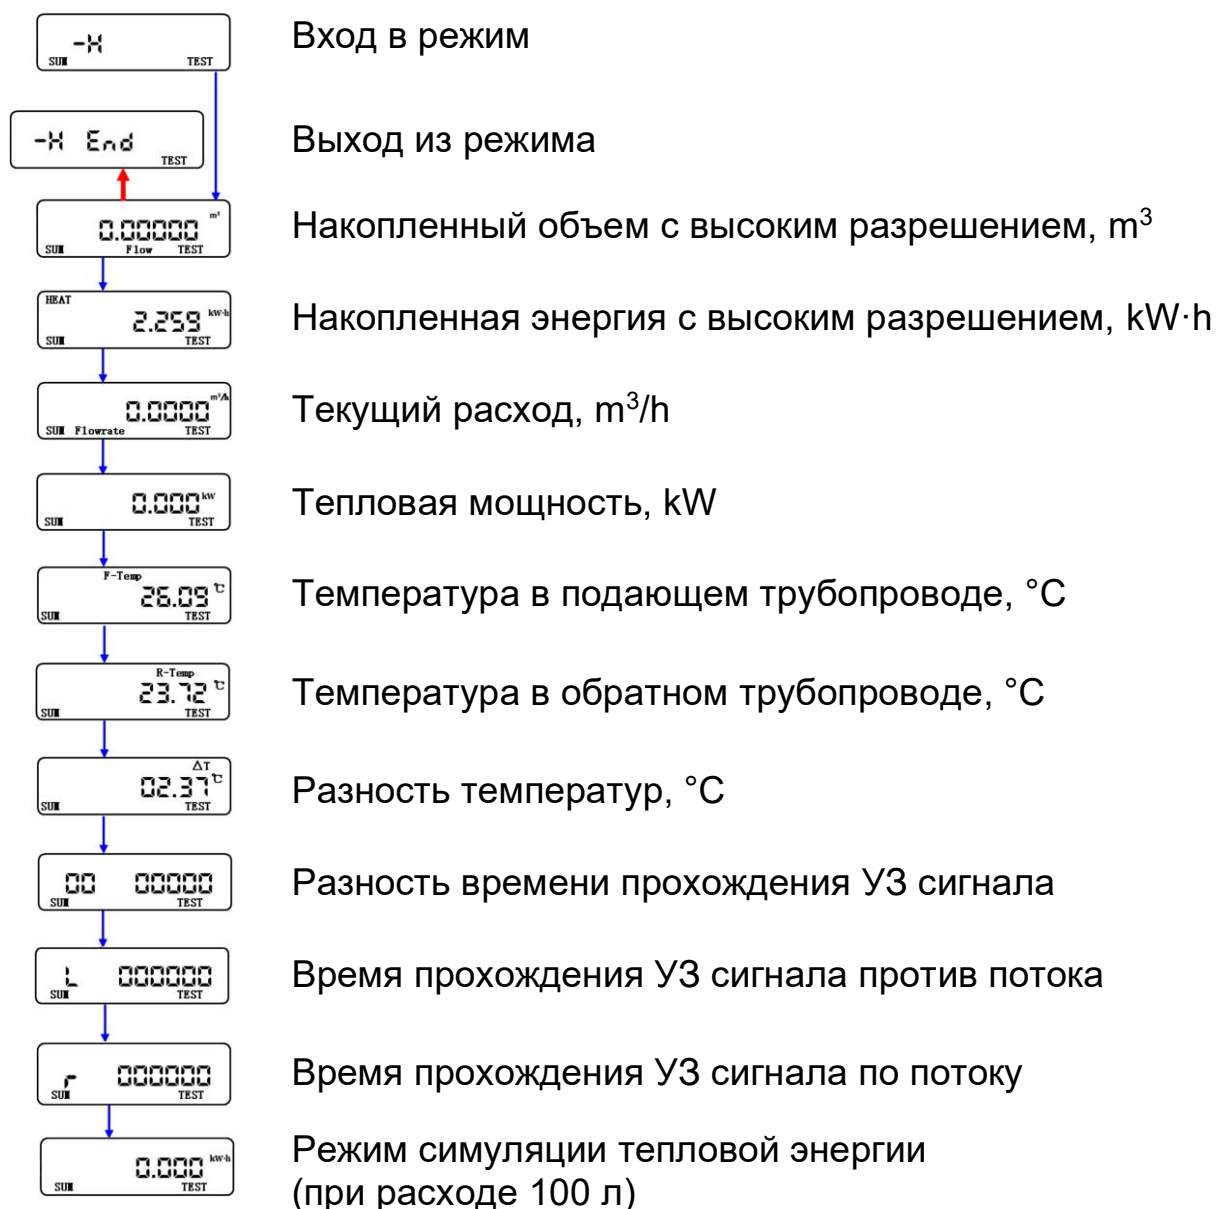 -H
SUM TEST
Вход в режим
-H End
TEST
Выход из режима
0.00000 m³
SUM Flow TEST
Накопленный объем с высоким разрешением, m³
HEAT
2.259 kW·h
SUM TEST
Накопленная энергия с высоким разрешением, kW·h
0.0000 m³/h
SUM Flowrate TEST
Текущий расход, m³/h
0.000 kW
SUM TEST
Тепловая мощность, kW
F-Temp
26.09 ℃
SUM TEST
Температура в подающем трубопроводе, °C
R-Temp
23.72 ℃
SUM TEST
Температура в обратном трубопроводе, °C
ΔT
02.37 ℃
SUM TEST
Разность температур, °C
00 00000
SUM TEST
Разность времени прохождения УЗ сигнала
L 000000
SUM TEST
Время прохождения УЗ сигнала против потока
r 000000
SUM TEST
Время прохождения УЗ сигнала по потоку
0.000 kW·h
SUM TEST
Режим симуляции тепловой энергии
(при расходе 100 л)